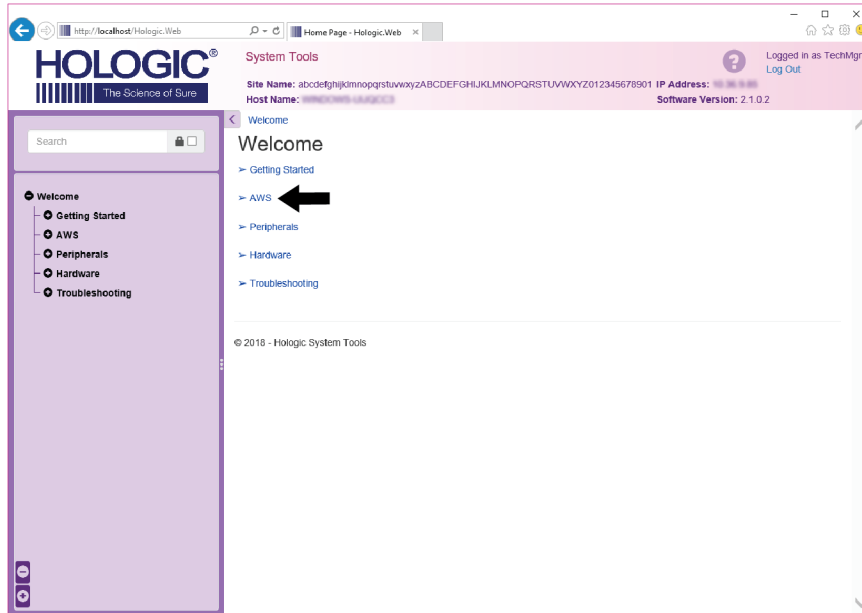 http://localhost/Hologic.Web
Home Page - Hologic.Web
HOLOGIC®
The Science of Sure
System Tools
Logged in as TechMgr
Log Out
Site Name: abcdefghijklmnopqrstuvwxyzABCDEFGHIJKLMNOPQRSTUVWXYZ012345678901 IP Address:
Host Name: Software Version: 2.1.0.2
Search
Welcome
Getting Started
AWS
Peripherals
Hardware
Troubleshooting
Welcome
Welcome
➢ Getting Started
➢ AWS
➢ Peripherals
➢ Hardware
➢ Troubleshooting
© 2018 - Hologic System Tools